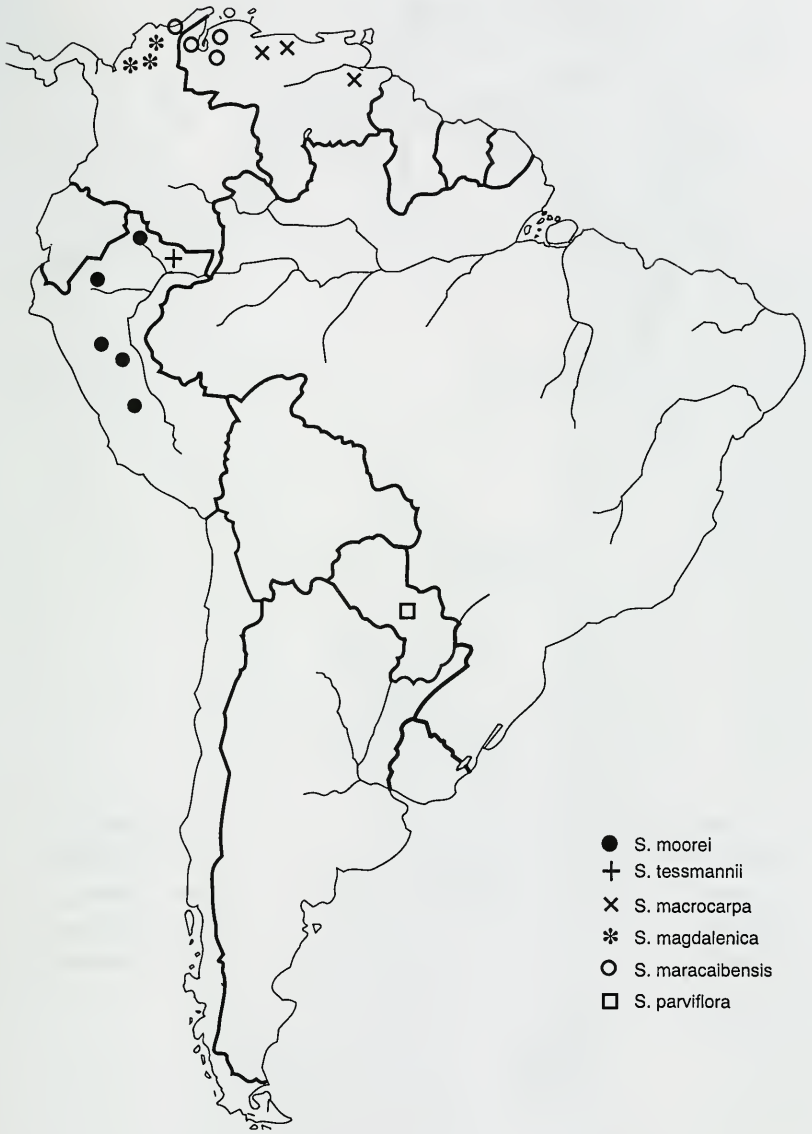 S. moorei
S. tessmannii
S. macrocarpa
S. magdalenica
S. maracaibensis
S. parviflora